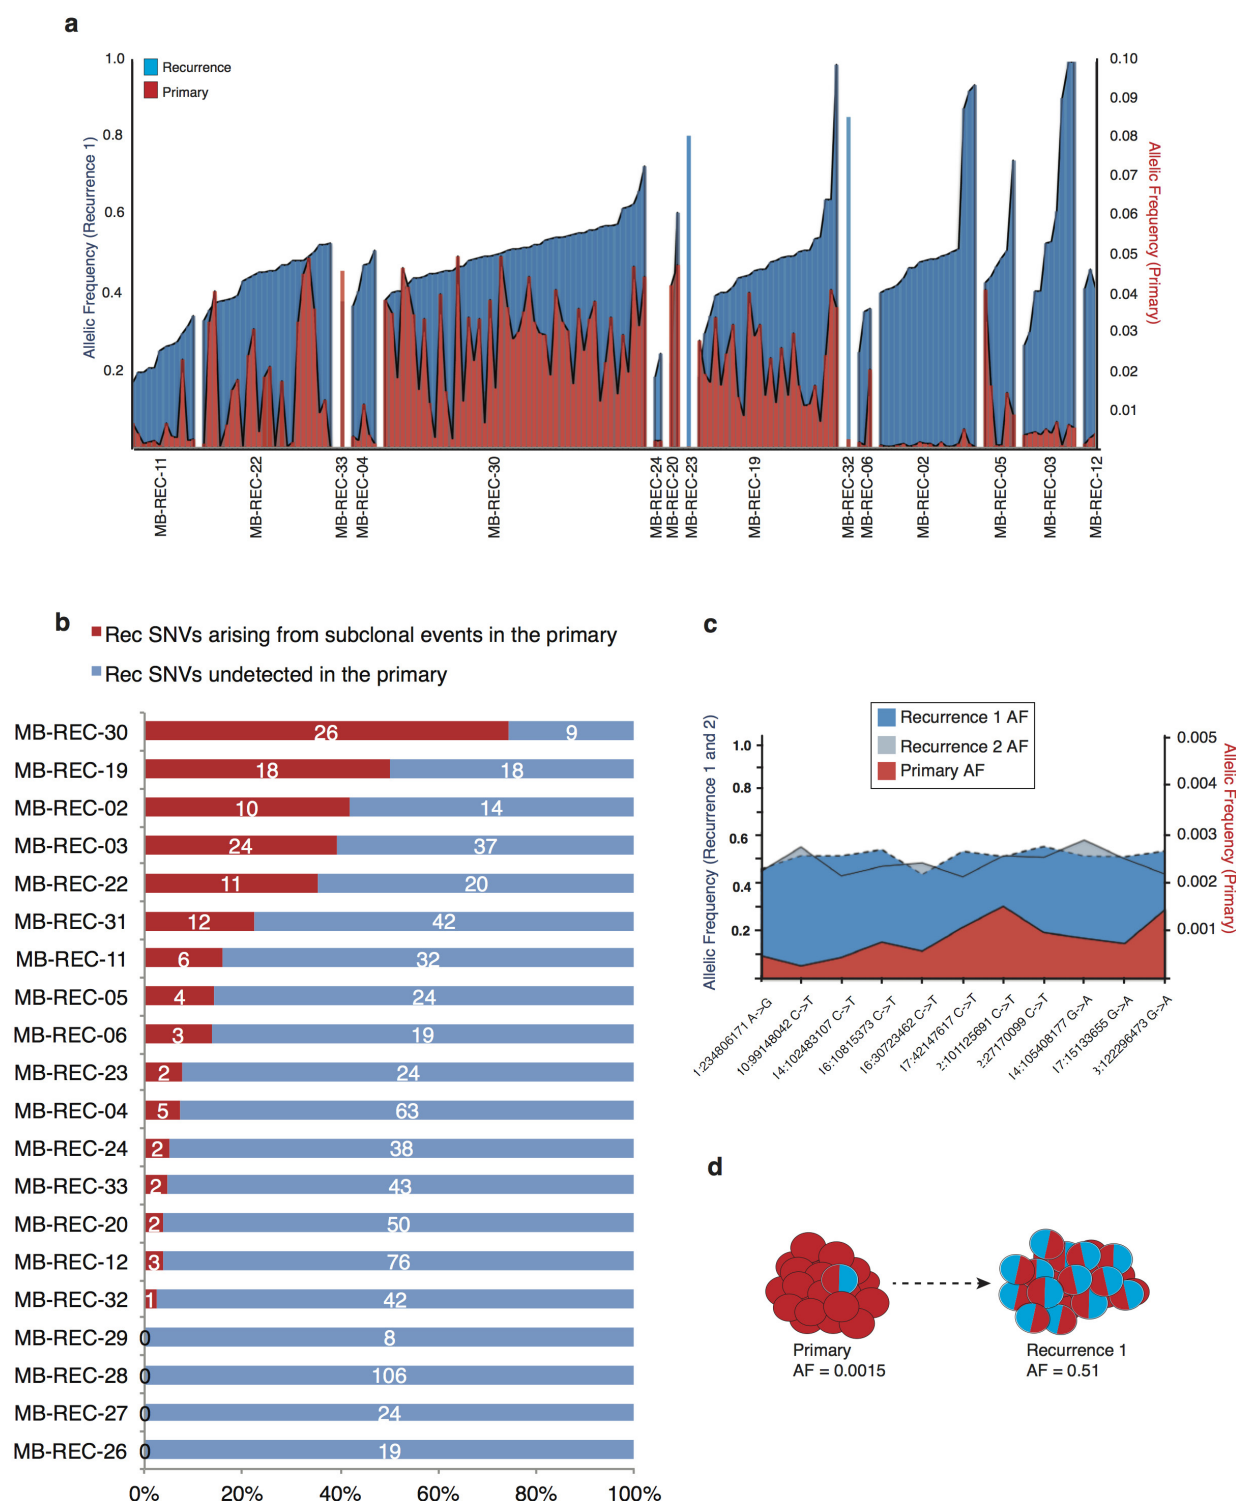 a
Recurrence
Primary
Allelic Frequency (Recurrence 1)
1.0
0.8
0.6
0.4
0.2
0.10
0.09
0.08
0.07
0.06
0.05
0.04
0.03
0.02
0.01
Allelic Frequency (Primary)
MB-REC-11
MB-REC-22
MB-REC-33
MB-REC-04
MB-REC-30
MB-REC-24
MB-REC-20
MB-REC-23
MB-REC-19
MB-REC-32
MB-REC-06
MB-REC-02
MB-REC-05
MB-REC-03
MB-REC-12
b
Rec SNVs arising from subclonal events in the primary
Rec SNVs undetected in the primary
MB-REC-30 26 9
MB-REC-19 18 18
MB-REC-02 10 14
MB-REC-03 24 37
MB-REC-22 11 20
MB-REC-31 12 42
MB-REC-11 6 32
MB-REC-05 4 24
MB-REC-06 3 19
MB-REC-23 2 24
MB-REC-04 5 63
MB-REC-24 2 38
MB-REC-33 2 43
MB-REC-20 2 50
MB-REC-12 3 76
MB-REC-32 1 42
MB-REC-29 0 8
MB-REC-28 0 106
MB-REC-27 0 24
MB-REC-26 0 19
0% 20% 40% 60% 80% 100%
c
Recurrence 1 AF
Recurrence 2 AF
Primary AF
Allelic Frequency (Recurrence 1 and 2)
1.0
0.8
0.6
0.4
0.2
0.005
0.004
0.003
0.002
0.001
Allelic Frequency (Primary)
1:234806171 A->G
10:99148042 C->T
14:102483107 C->T
16:10815373 C->T
16:30723462 C->T
17:42147617 C->T
2:101125691 C->T
2:27170099 C->T
14:105408177 G->A
17:15133655 G->A
3:122296473 G->A
d
Primary
AF = 0.0015
Recurrence 1
AF = 0.51